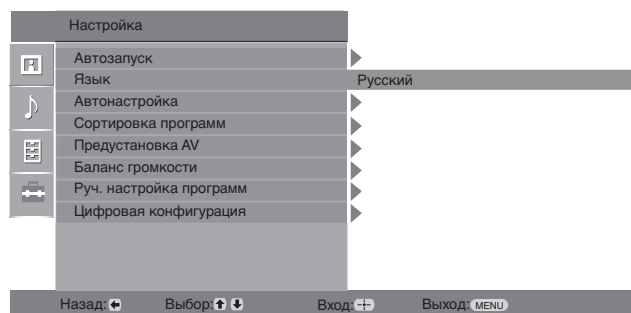 Настройка
Автозапуск
Язык Русский
Автонастройка
Сортировка программ
Предустановка AV
Баланс громкости
Руч. настройка программ
Цифровая конфигурация
Назад: Выбор: Вход: Выход: MENU